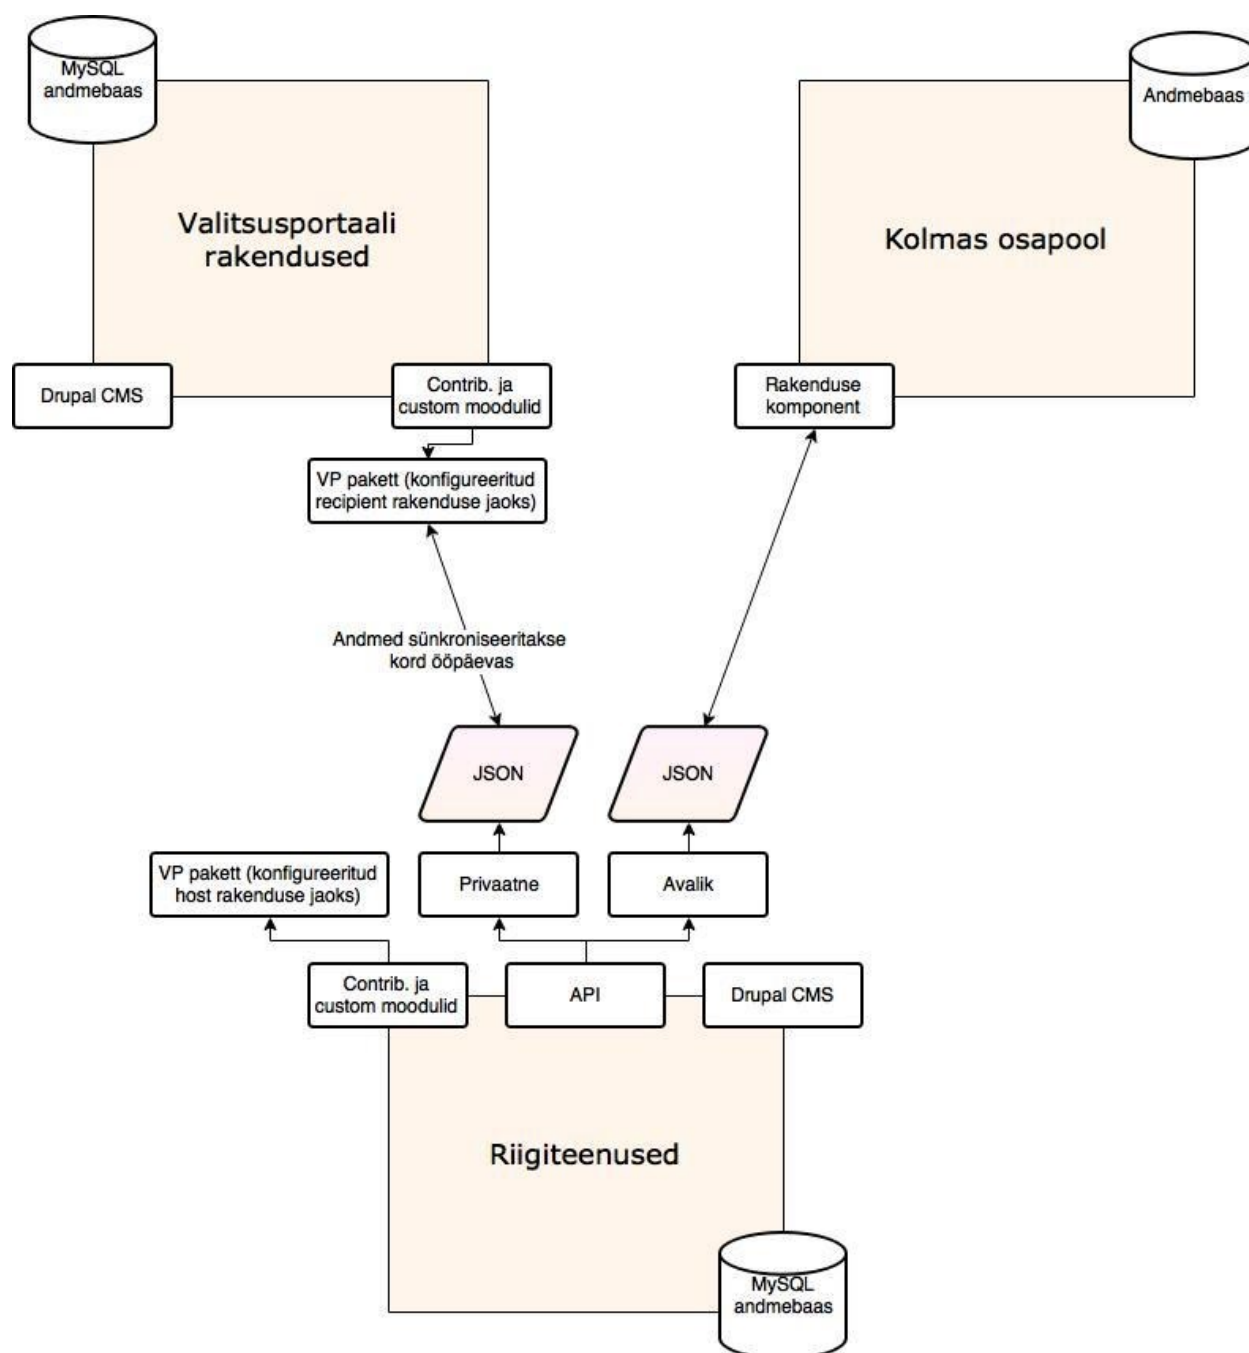 MySQL
andmebaas
Andmebaas
Valitsusportaali
rakendused
Kolmas osapool
Drupal CMS
Contrib. ja
custom moodulid
Rakenduse
komponent
VP pakett (konfigureeritud
recipient rakenduse jaoks)
Andmed sünkroniseeritakse
kord ööpäevas
JSON
JSON
VP pakett (konfigureeritud
host rakenduse jaoks)
Privaatne
Avalik
Contrib. ja
custom moodulid
API
Drupal CMS
Riigiteenused
MySQL
andmebaas